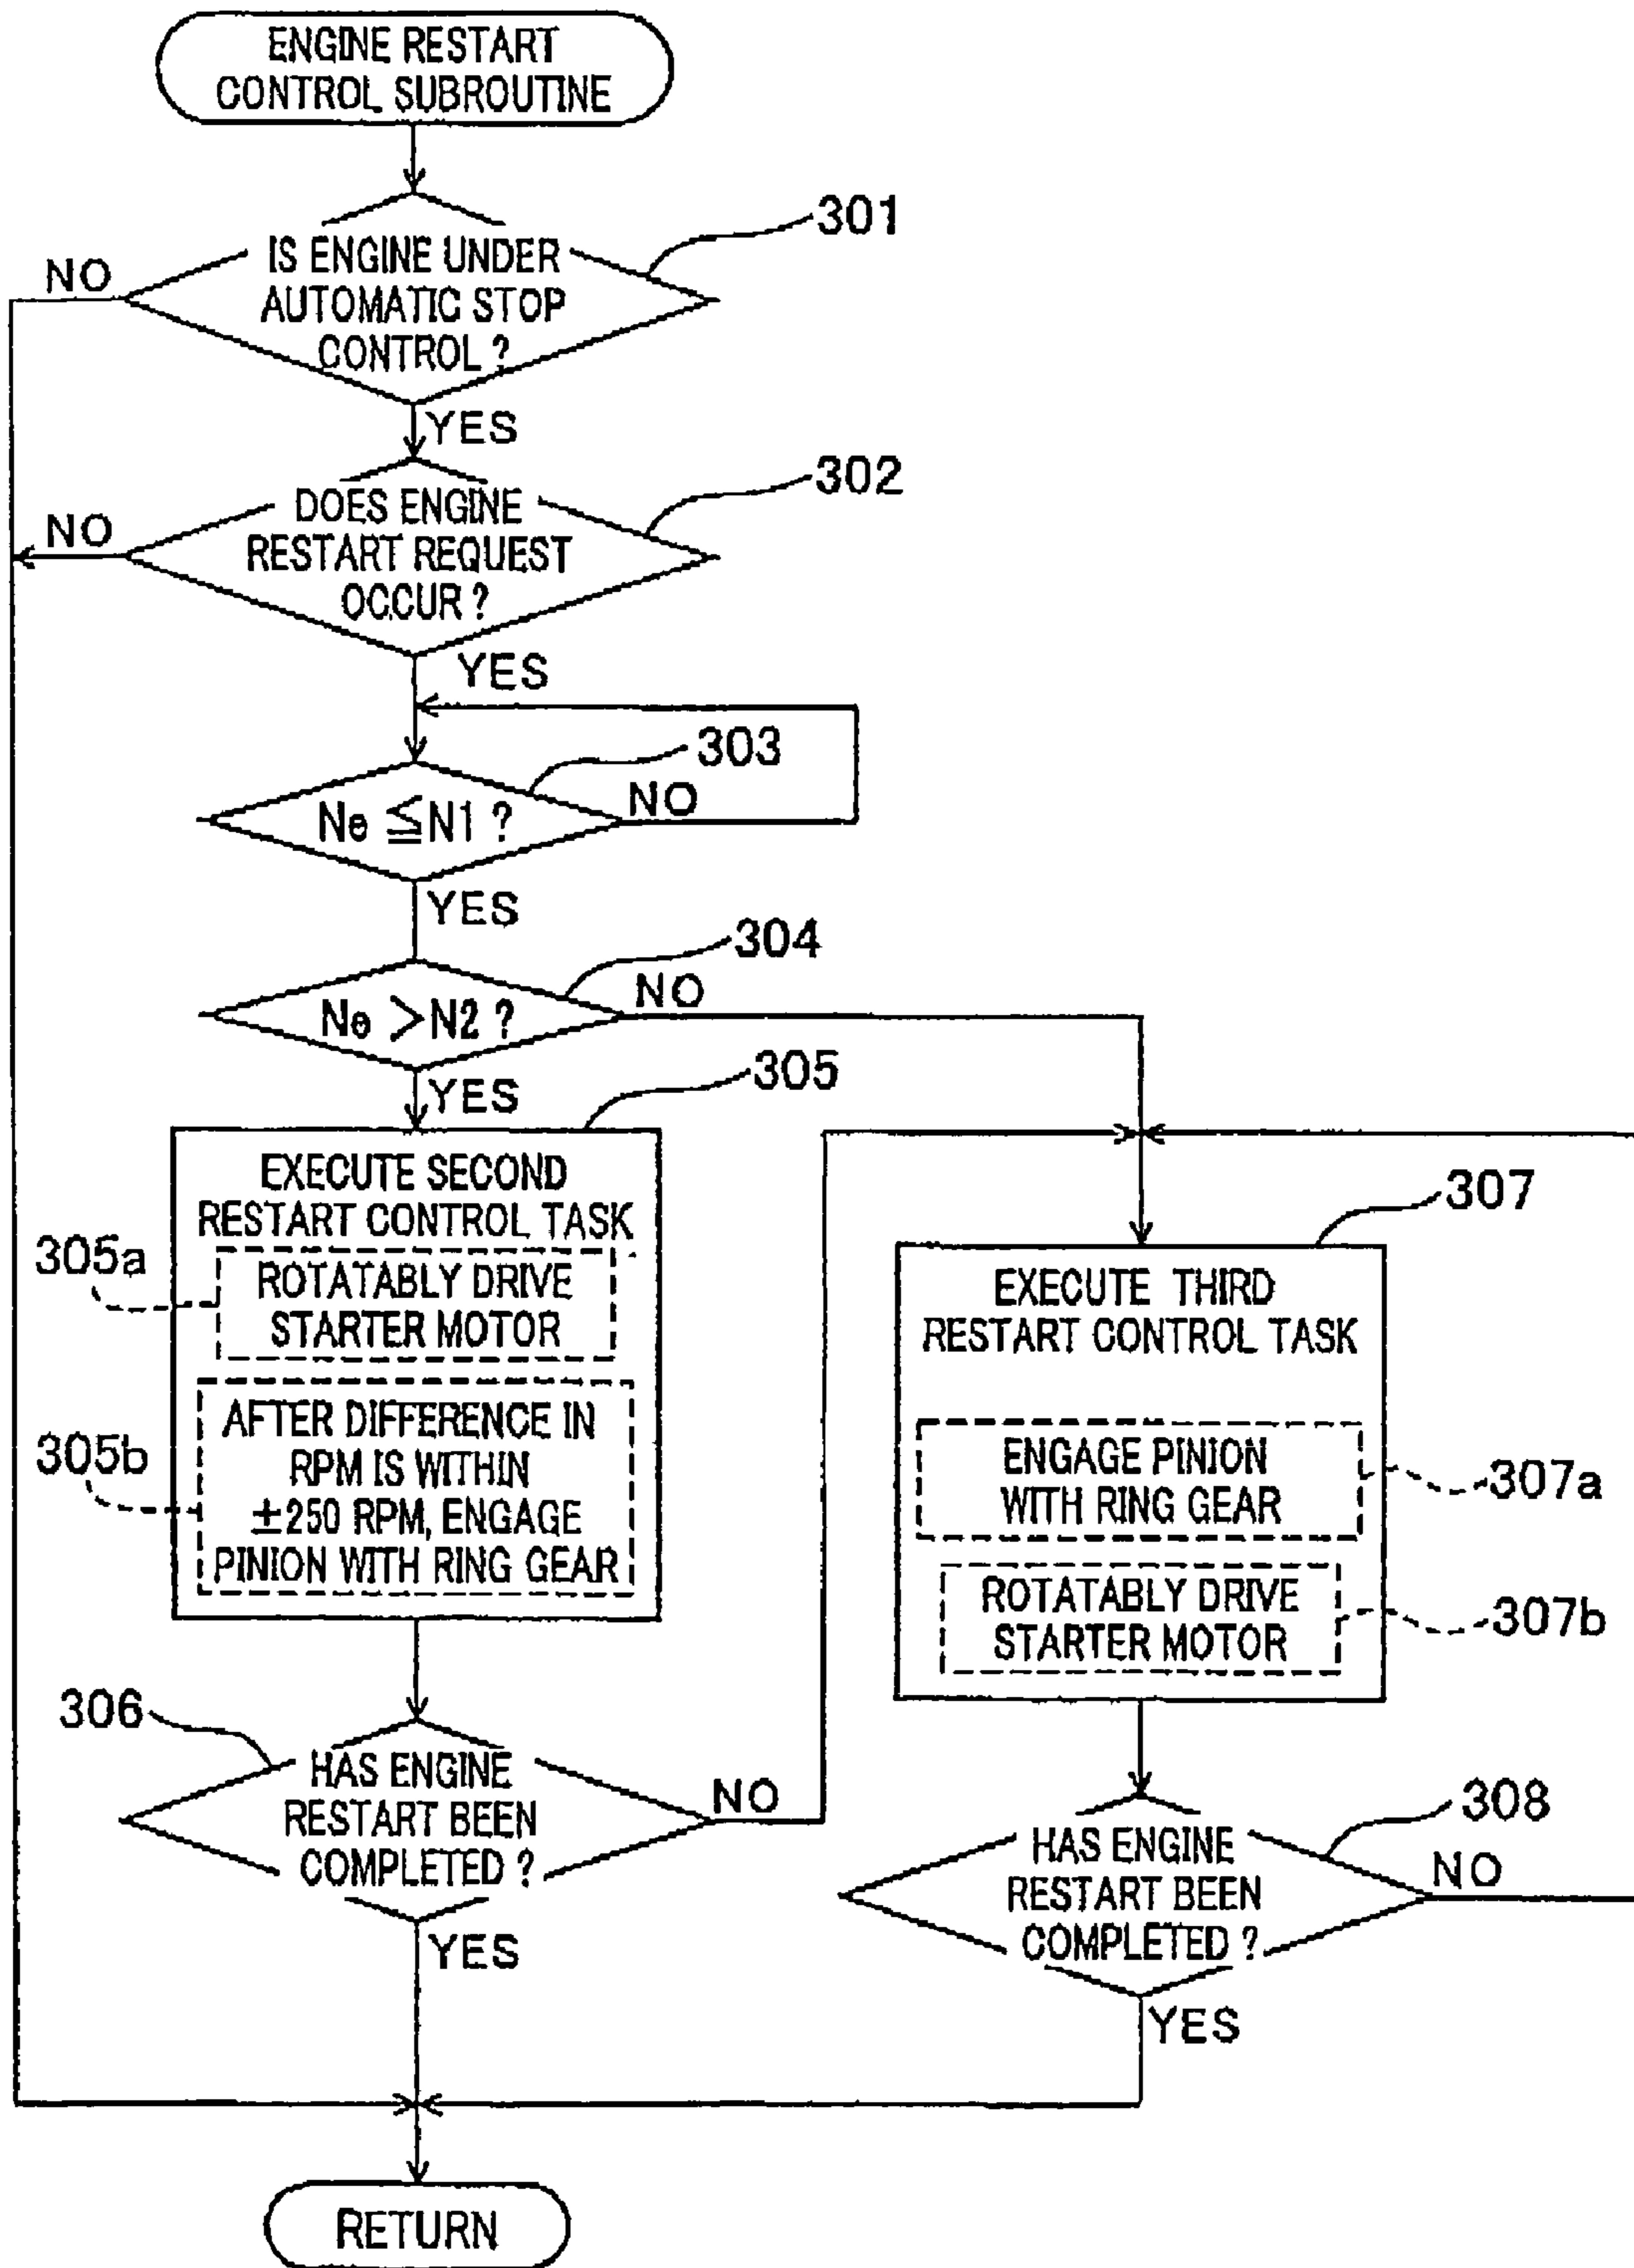 ENGINE RESTART
CONTROL SUBROUTINE
301
IS ENGINE UNDER
AUTOMATIC STOP
CONTROL ?
NO
YES
302
DOES ENGINE
RESTART REQUEST
OCCUR ?
NO
YES
303
Ne ≦N1 ?
NO
YES
304
Ne >N2 ?
NO
YES
305
EXECUTE SECOND
RESTART CONTROL TASK
305a
ROTATABLY DRIVE
STARTER MOTOR
305b
AFTER DIFFERENCE IN
RPM IS WITHIN
±250 RPM, ENGAGE
PINION WITH RING GEAR
306
HAS ENGINE
RESTART BEEN
COMPLETED ?
NO
YES
307
EXECUTE THIRD
RESTART CONTROL TASK
ENGAGE PINION
WITH RING GEAR
307a
ROTATABLY DRIVE
STARTER MOTOR
307b
308
HAS ENGINE
RESTART BEEN
COMPLETED ?
NO
YES
RETURN